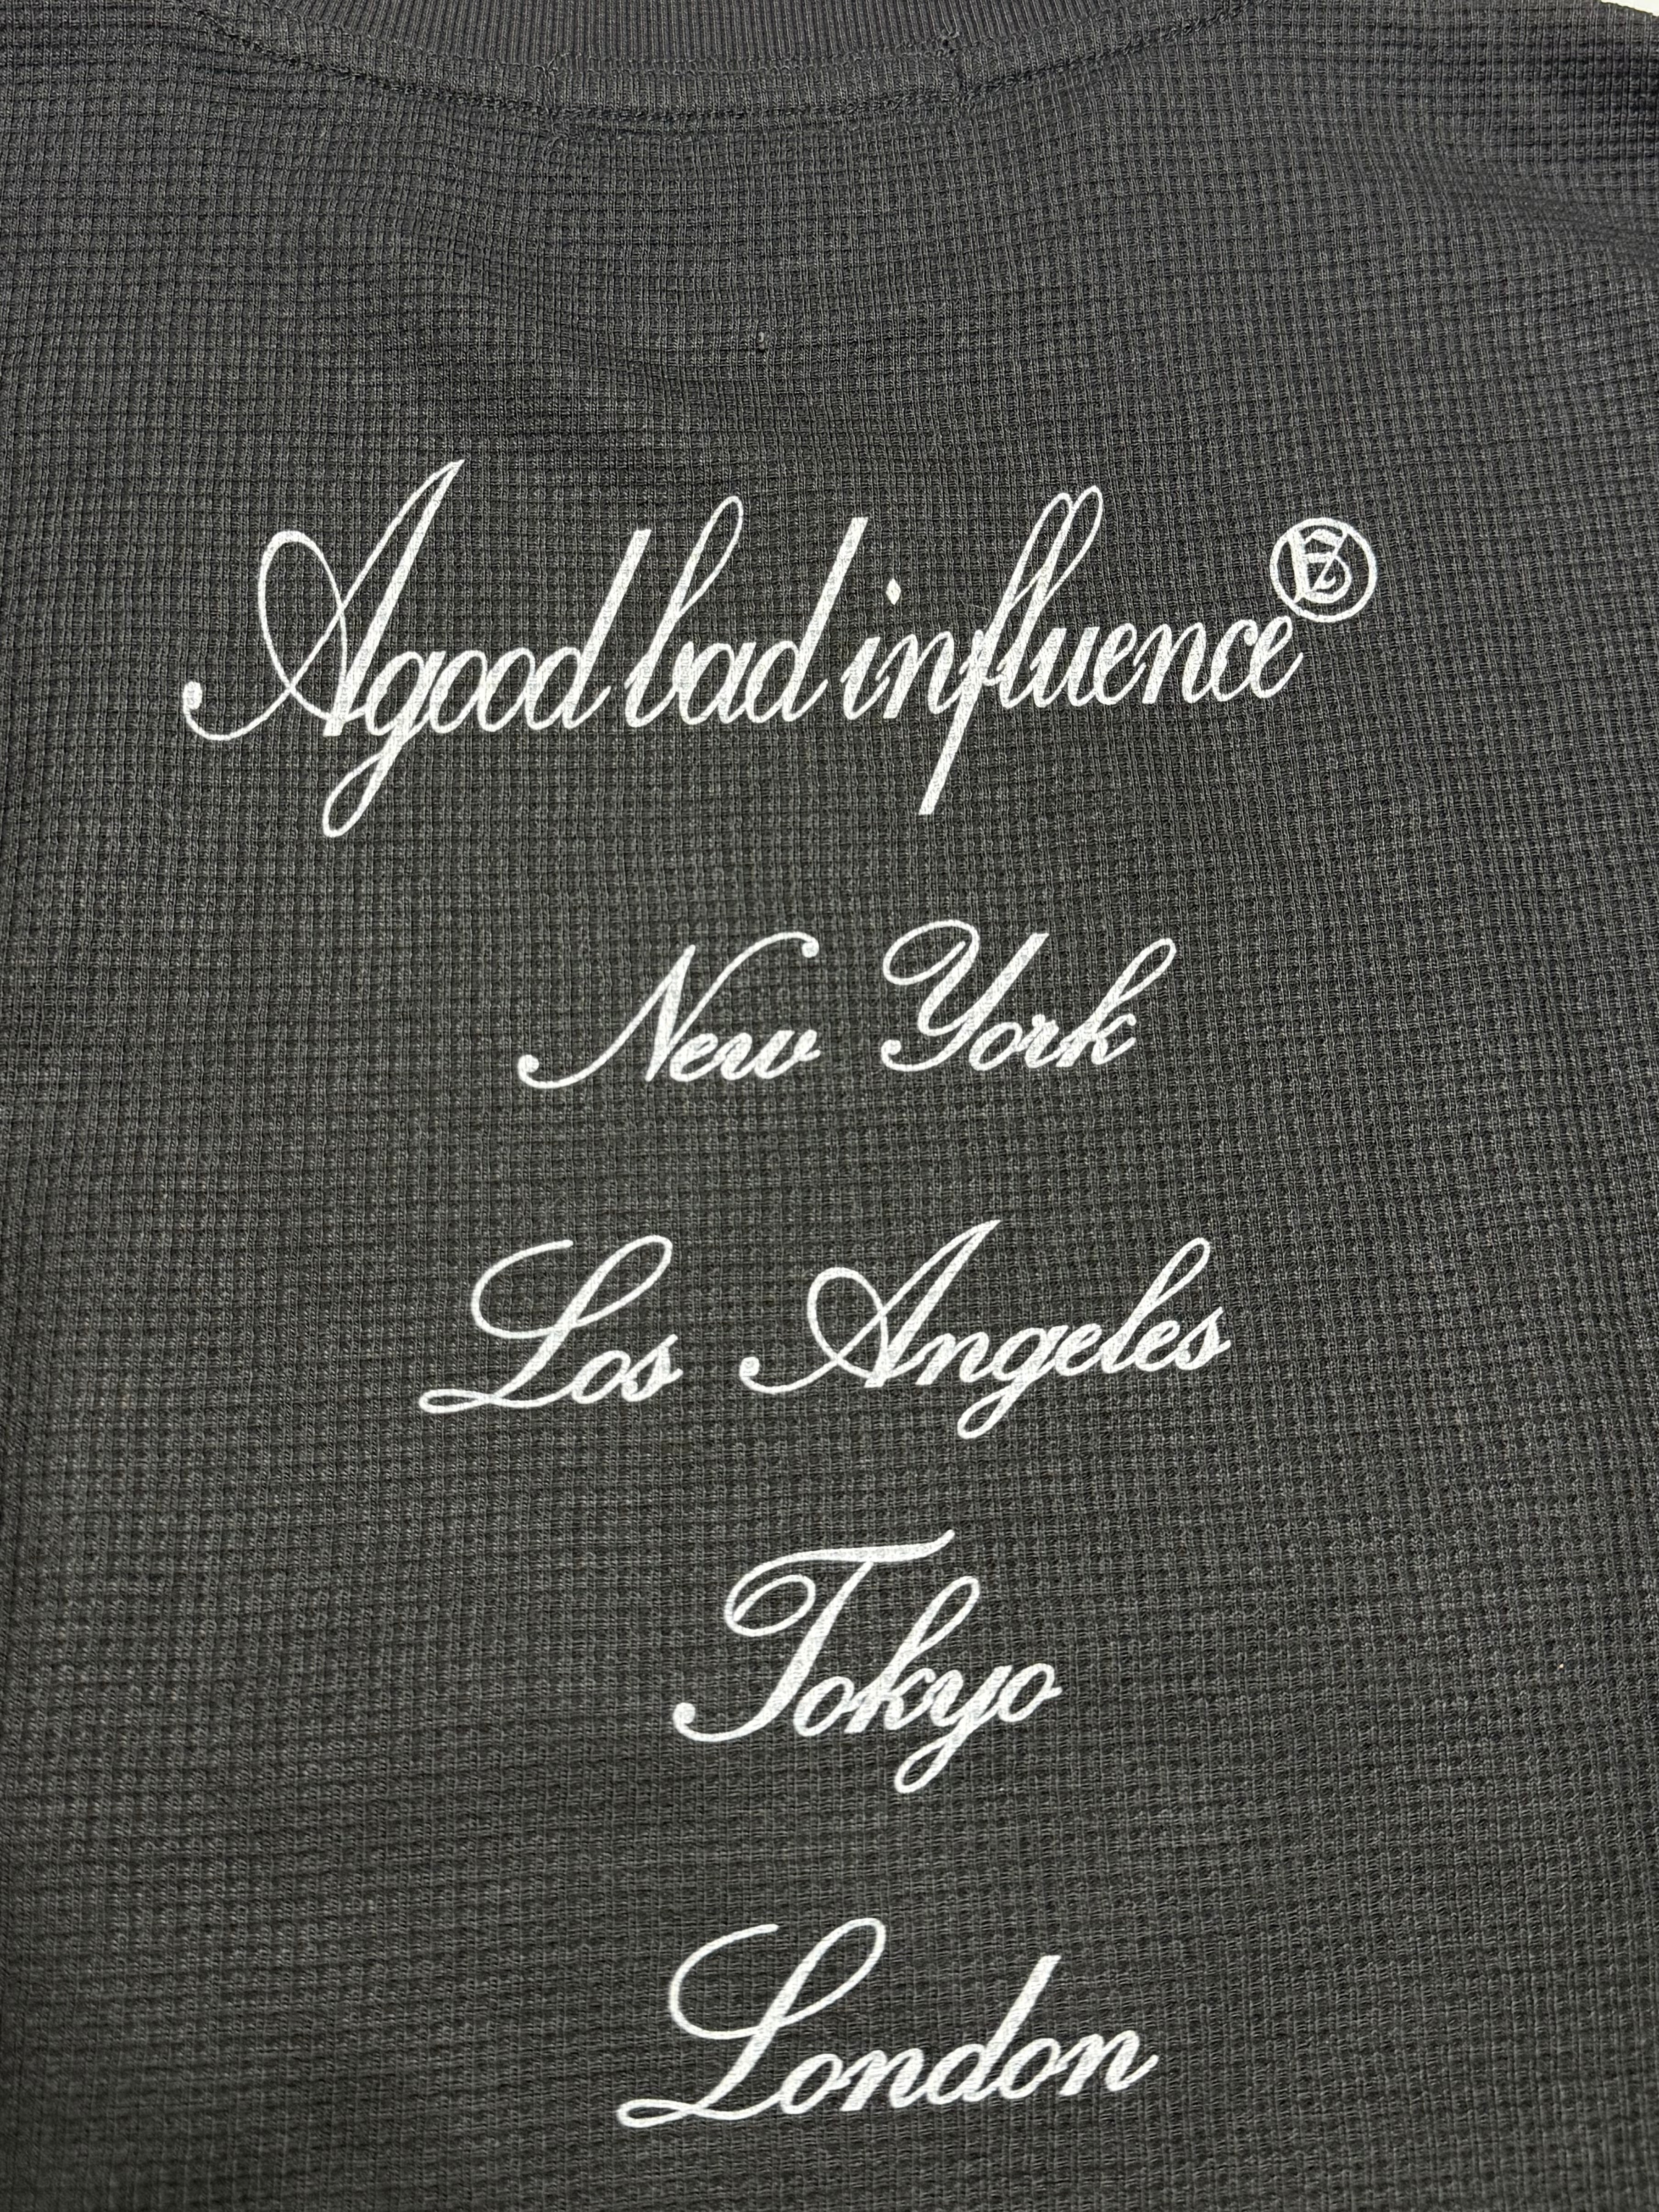 A good bad influence
New York
Los Angeles
Tokyo
London